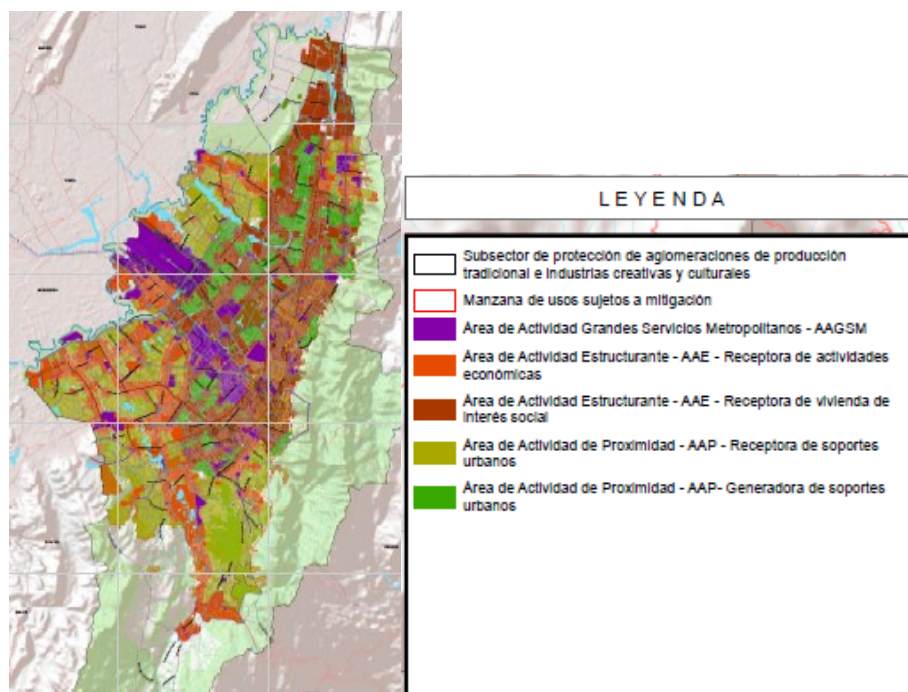 LEYENDA
Subsector de protección de aglomeraciones de producción
tradicional e industrias creativas y culturales
Manzana de usos sujetos a mitigación
Área de Actividad Grandes Servicios Metropolitanos - AAGSM
Área de Actividad Estructurante - AAE - Receptora de actividades
económicas
Área de Actividad Estructurante - AAE - Receptora de vivienda de
interés social
Área de Actividad de Proximidad - AAP - Receptora de soportes
urbanos
Área de Actividad de Proximidad - AAP- Generadora de soportes
urbanos